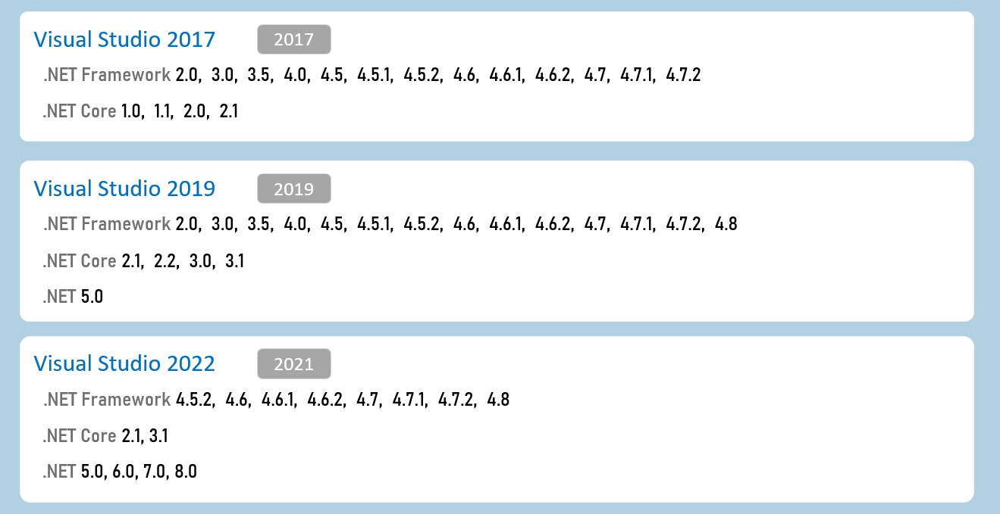 Visual Studio 2017 2017
.NET Framework 2.0, 3.0, 3.5, 4.0, 4.5, 4.5.1, 4.5.2, 4.6, 4.6.1, 4.6.2, 4.7, 4.7.1, 4.7.2
.NET Core 1.0, 1.1, 2.0, 2.1
Visual Studio 2019 2019
.NET Framework 2.0, 3.0, 3.5, 4.0, 4.5, 4.5.1, 4.5.2, 4.6, 4.6.1, 4.6.2, 4.7, 4.7.1, 4.7.2, 4.8
.NET Core 2.1, 2.2, 3.0, 3.1
.NET 5.0
Visual Studio 2022 2021
.NET Framework 4.5.2, 4.6, 4.6.1, 4.6.2, 4.7, 4.7.1, 4.7.2, 4.8
.NET Core 2.1, 3.1
.NET 5.0, 6.0, 7.0, 8.0